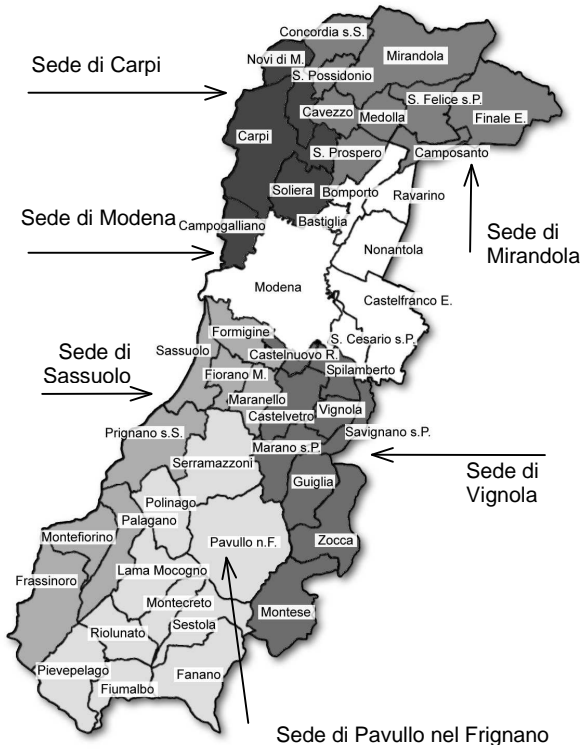 Concordia s.S.
Novi di M.
Mirandola
Sede di Carpi
S. Possidonio
S. Felice s.P.
Cavezzo
Medolla
Finale E.
Carpi
S. Prospero
Camposanto
Soliera
Bomporto
Ravarino
Sede di Modena
Campogalliano
Bastiglia
Sede di
Mirandola
Nonantola
Modena
Castelfranco E.
Formigine
S. Cesario s.P.
Sede di
Sassuolo
Sassuolo
Castelnuovo R.
Fiorano M.
Spilamberto
Maranello
Vignola
Castelvetro
Prignano s.S.
Savignano s.P.
Marano s.P.
Serramazzoni
Sede di
Vignola
Guiglia
Polinago
Palagano
Montefiorino
Pavullo n.F.
Zocca
Lama Mocogno
Frassinoro
Montecreto
Montese
Sestola
Riolunato
Pievepelago
Fanano
Fiumalbo
Sede di Pavullo nel Frignano